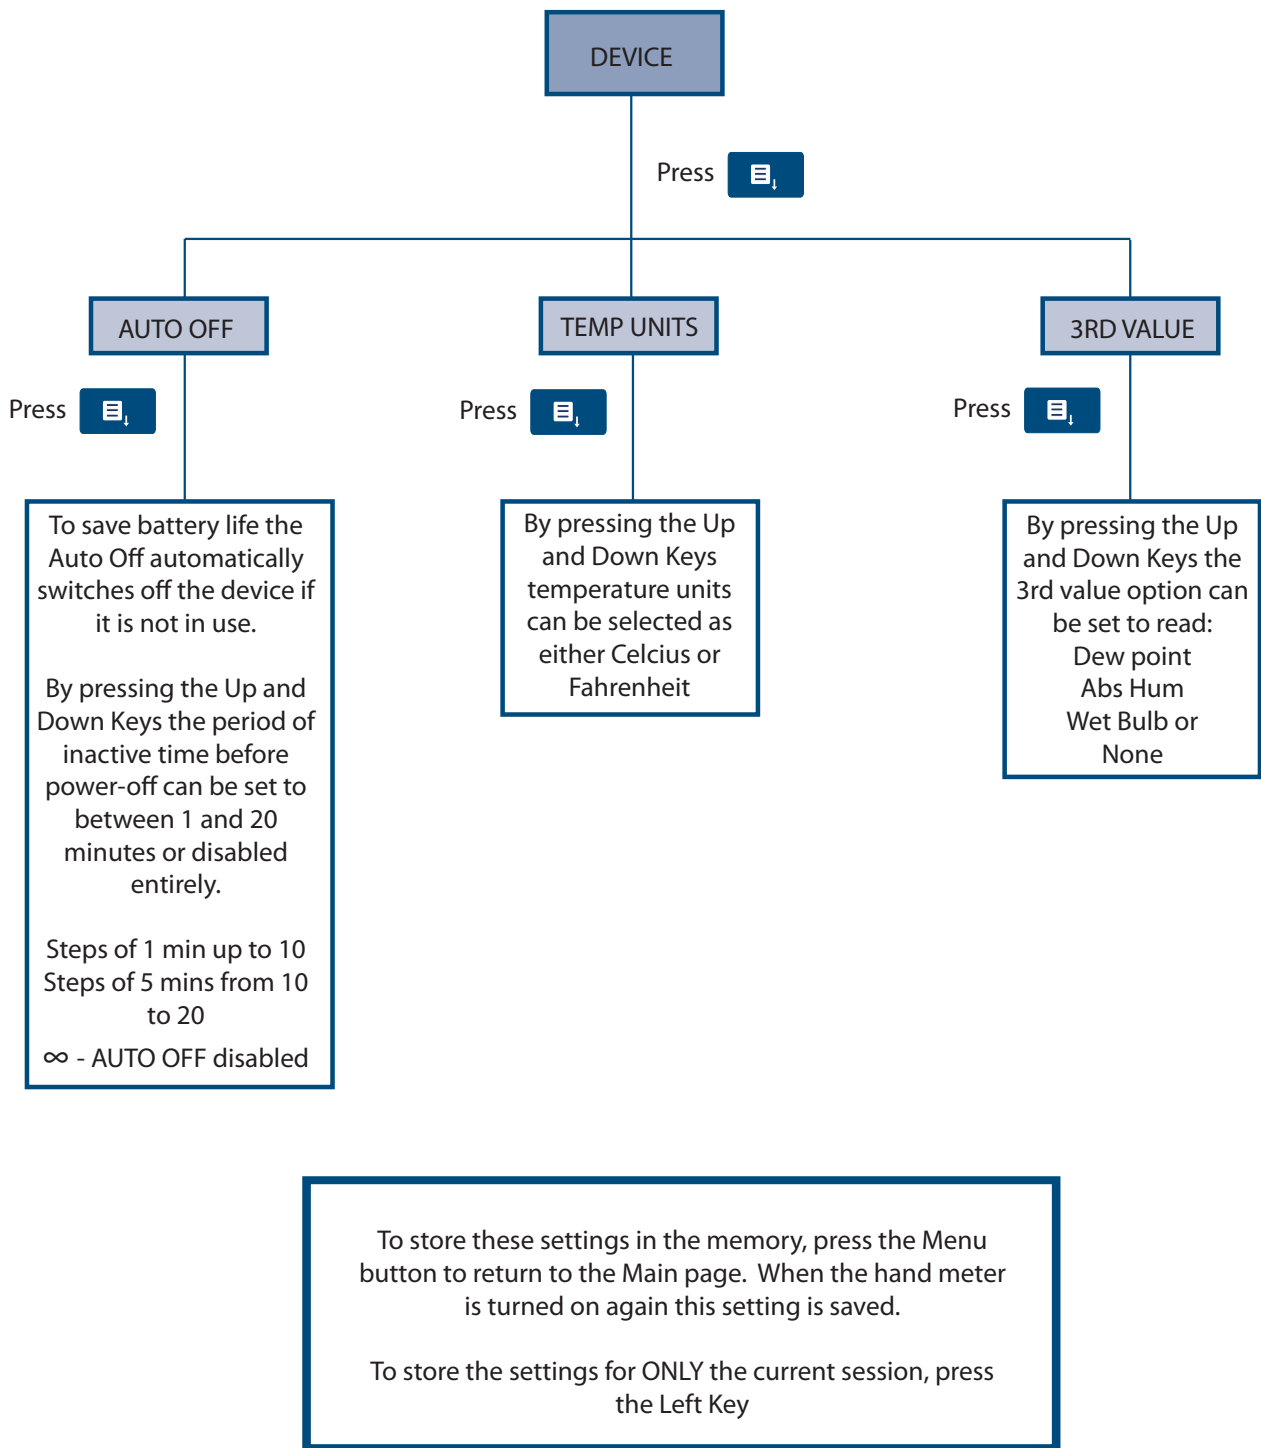 DEVICE
Press
AUTO OFF
TEMP UNITS
3RD VALUE
Press
Press
Press
To save battery life the
Auto Off automatically
switches off the device if
it is not in use.
By pressing the Up and
Down Keys the period of
inactive time before
power-off can be set to
between 1 and 20
minutes or disabled
entirely.
Steps of 1 min up to 10
Steps of 5 mins from 10
to 20
∞ - AUTO OFF disabled
By pressing the Up
and Down Keys
temperature units
can be selected as
either Celcius or
Fahrenheit
By pressing the Up
and Down Keys the
3rd value option can
be set to read:
Dew point
Abs Hum
Wet Bulb or
None
To store these settings in the memory, press the Menu
button to return to the Main page.  When the hand meter
is turned on again this setting is saved.
To store the settings for ONLY the current session, press
the Left Key